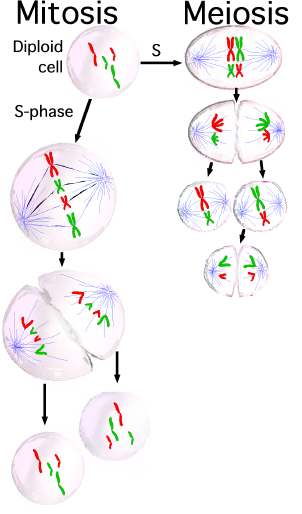 Mitosis
Meiosis
Diploid
cell
S
S-phase